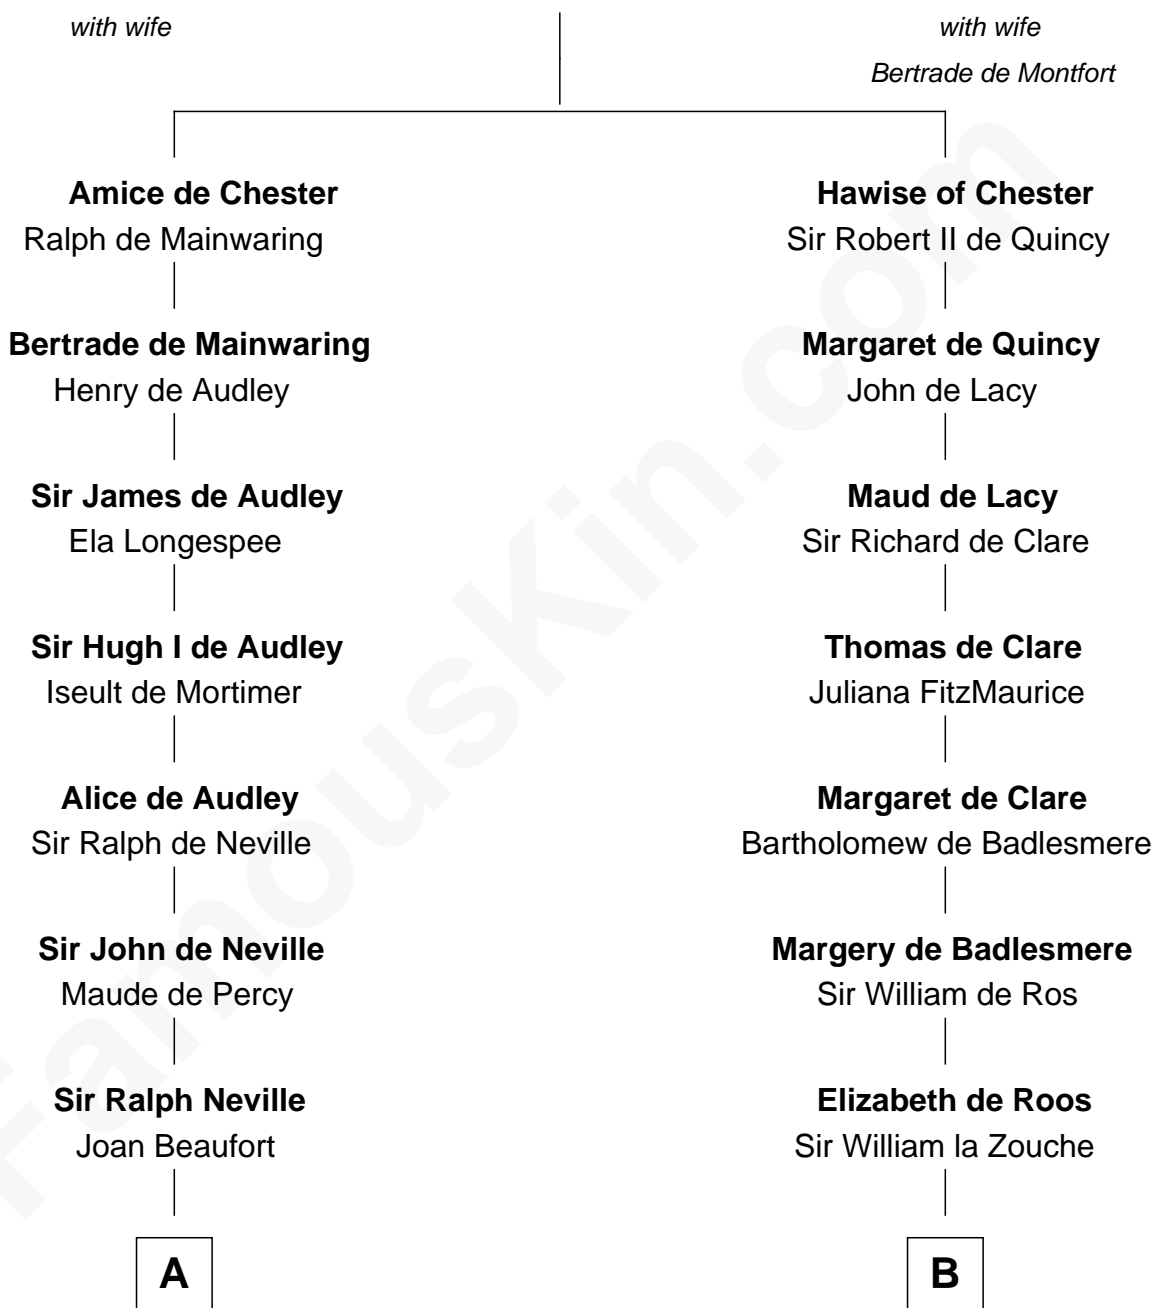 with wife
with wife
Bertrade de Montfort
Amice de Chester
Ralph de Mainwaring
Hawise of Chester
Sir Robert II de Quincy
Bertrade de Mainwaring
Henry de Audley
Margaret de Quincy
John de Lacy
Sir James de Audley
Ela Longespee
Maud de Lacy
Sir Richard de Clare
Sir Hugh I de Audley
Iseult de Mortimer
Thomas de Clare
Juliana FitzMaurice
Alice de Audley
Sir Ralph de Neville
Margaret de Clare
Bartholomew de Badlesmere
Sir John de Neville
Maude de Percy
Margery de Badlesmere
Sir William de Ros
Sir Ralph Neville
Joan Beaufort
Elizabeth de Roos
Sir William la Zouche
A
B
FamousKin.com